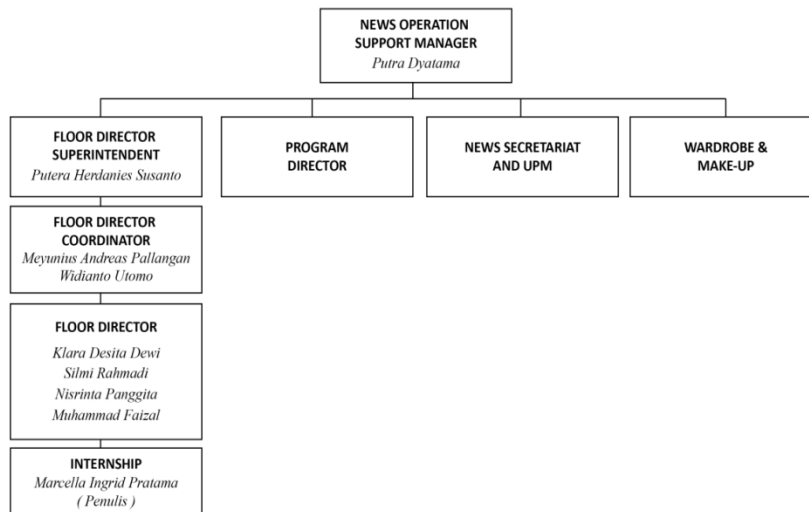 NEWS OPERATION
SUPPORT MANAGER
Putra Dyatama
FLOOR DIRECTOR
SUPERINTENDENT
Putera Herdanies Susanto
PROGRAM
DIRECTOR
NEWS SECRETARIAT
AND UPM
WARDROBE &
MAKE-UP
FLOOR DIRECTOR
COORDINATOR
Meyunius Andreas Pallangan
Widianto Utomo
FLOOR DIRECTOR
Klara Desita Dewi
Silmi Rahmadi
Nisrinta Panggita
Muhammad Faizal
INTERNSHIP
Marcella Ingrid Pratama
( Penulis )